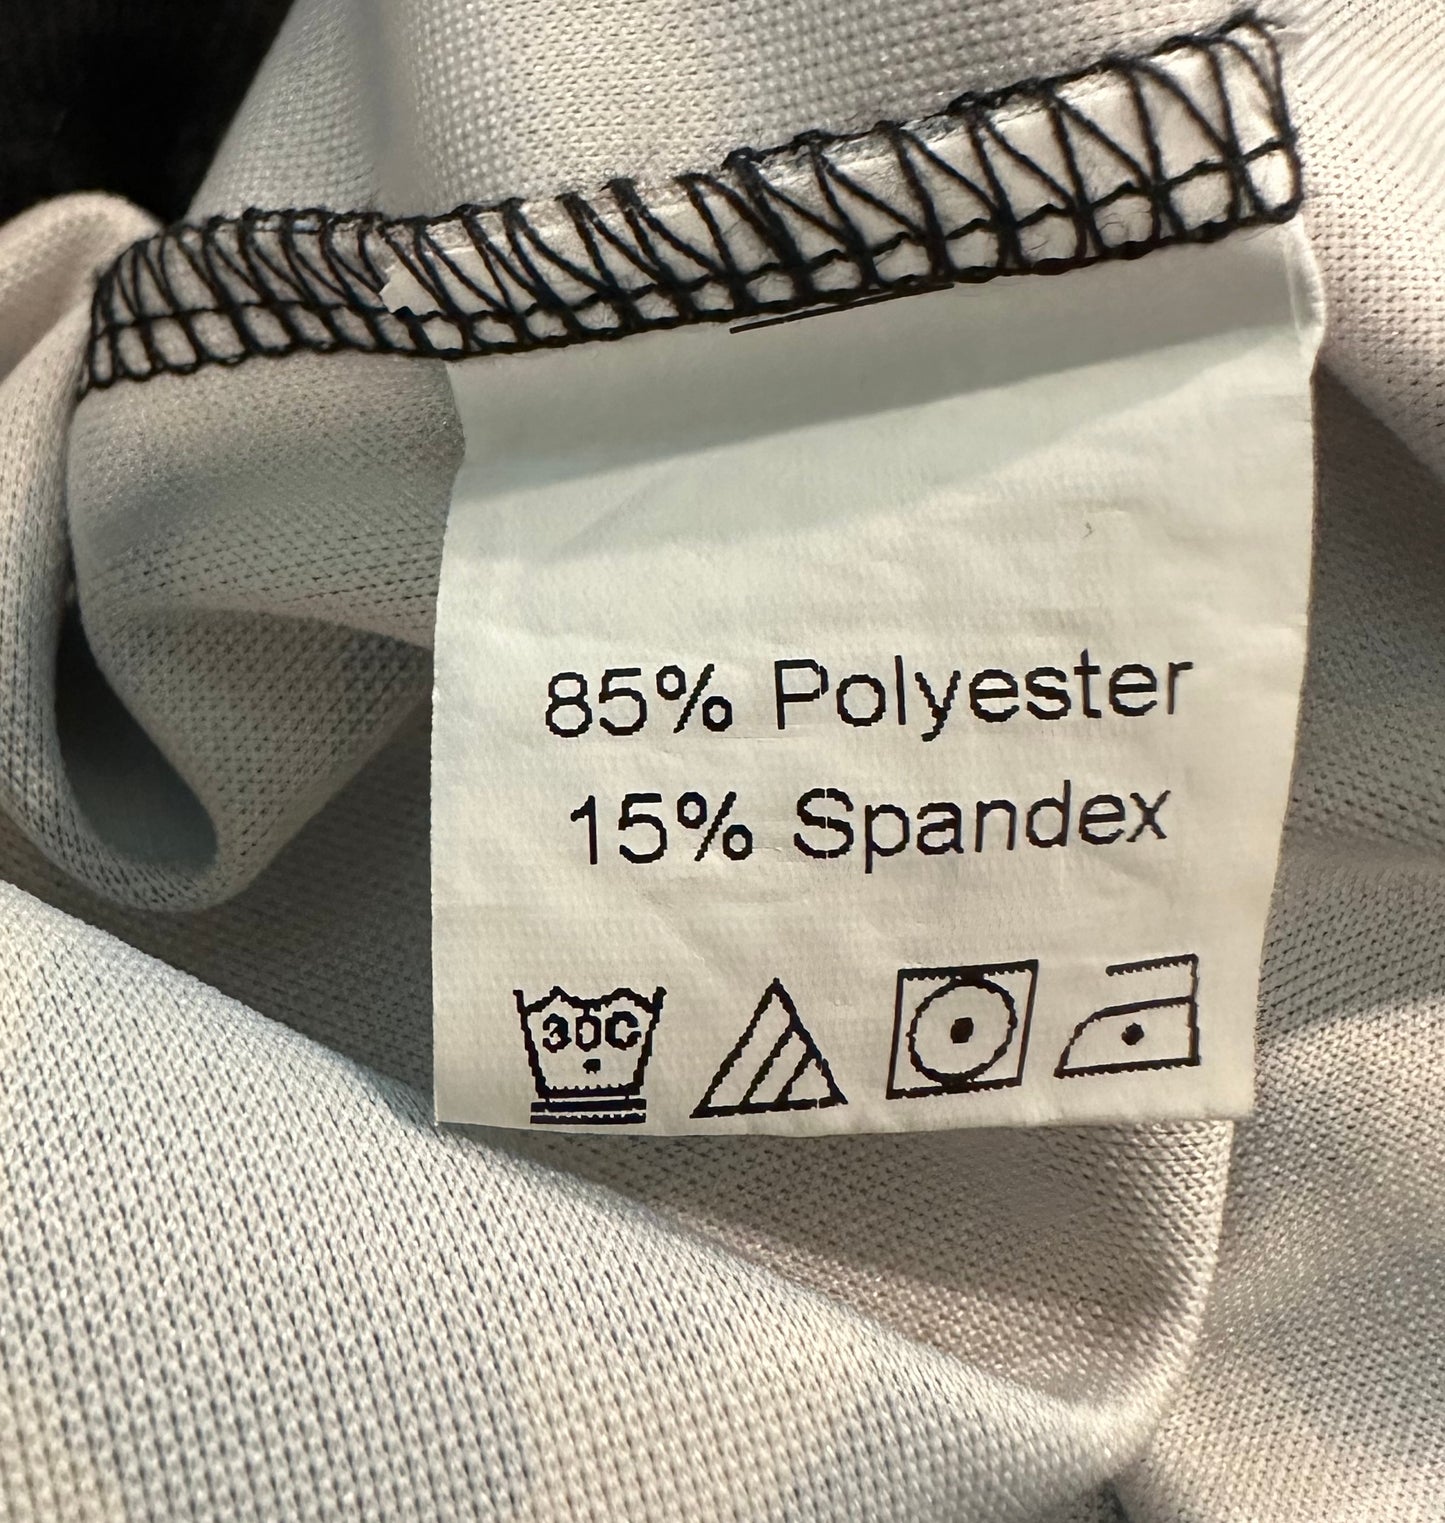 85% Polyester
15% Spandex
30C